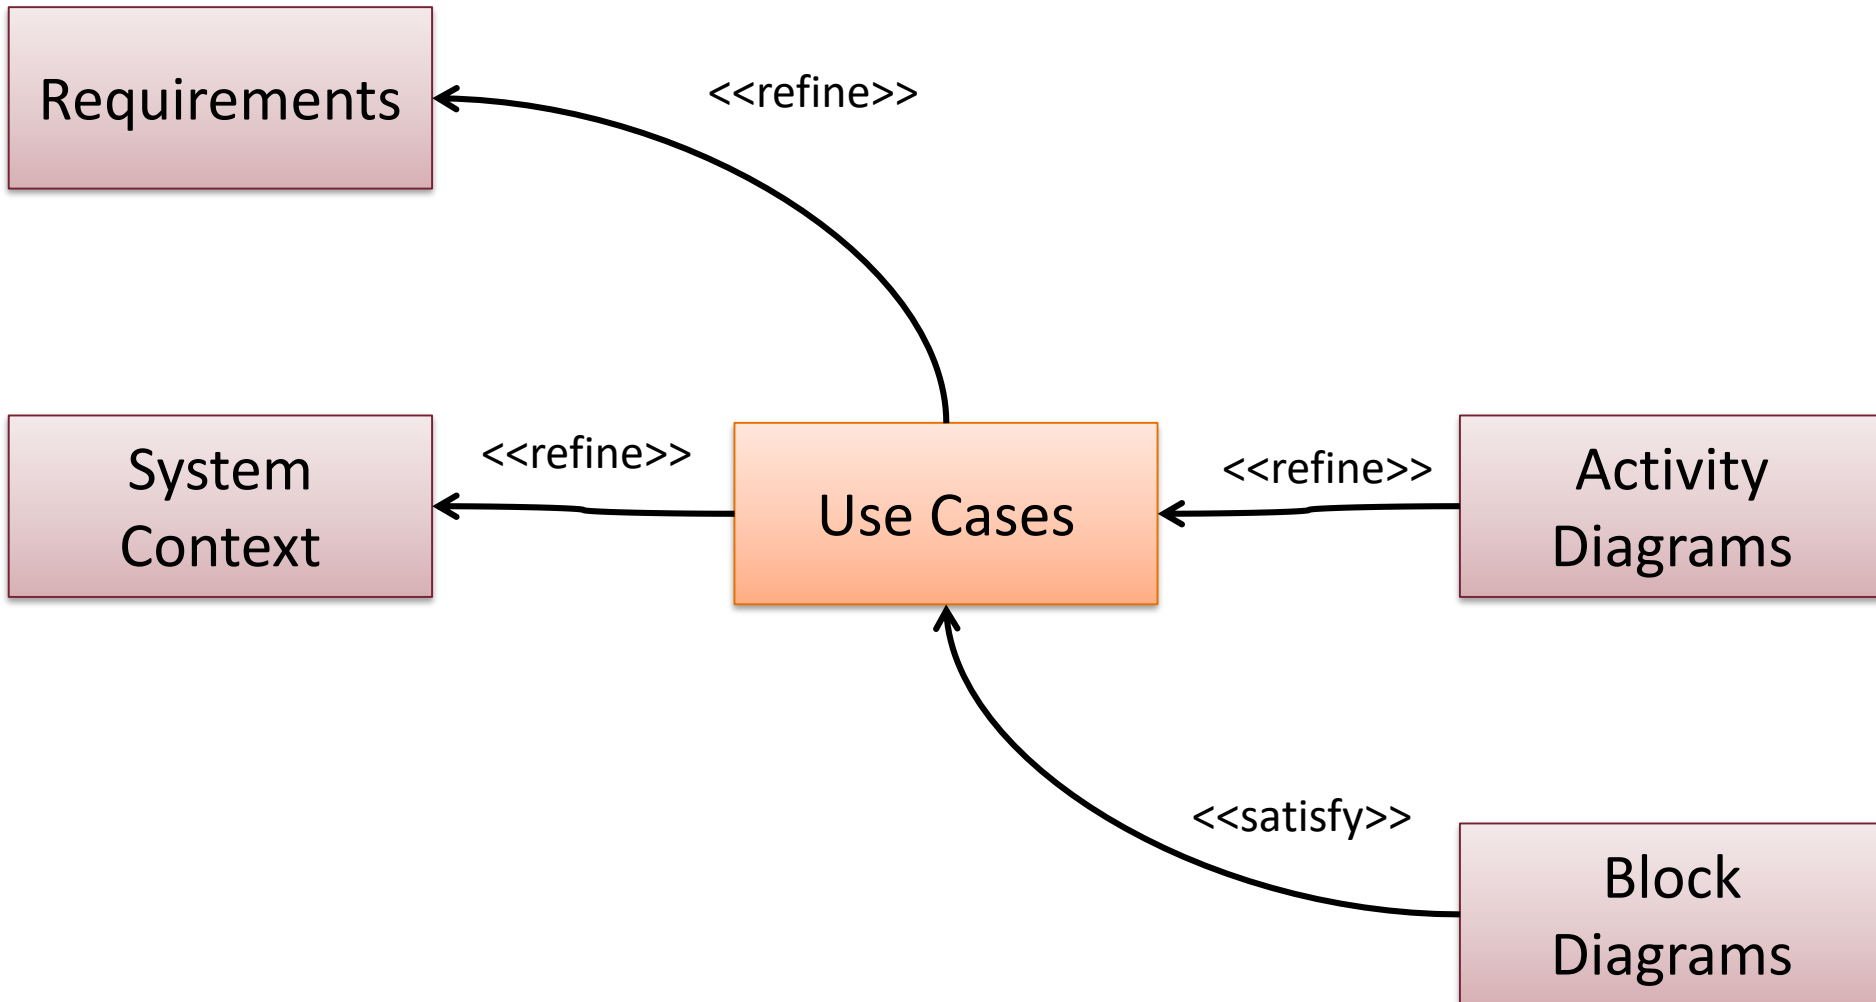 Requirements
<<refine>>
System
Context
<<refine>>
Use Cases
<<refine>>
Activity
Diagrams
<<satisfy>>
Block
Diagrams